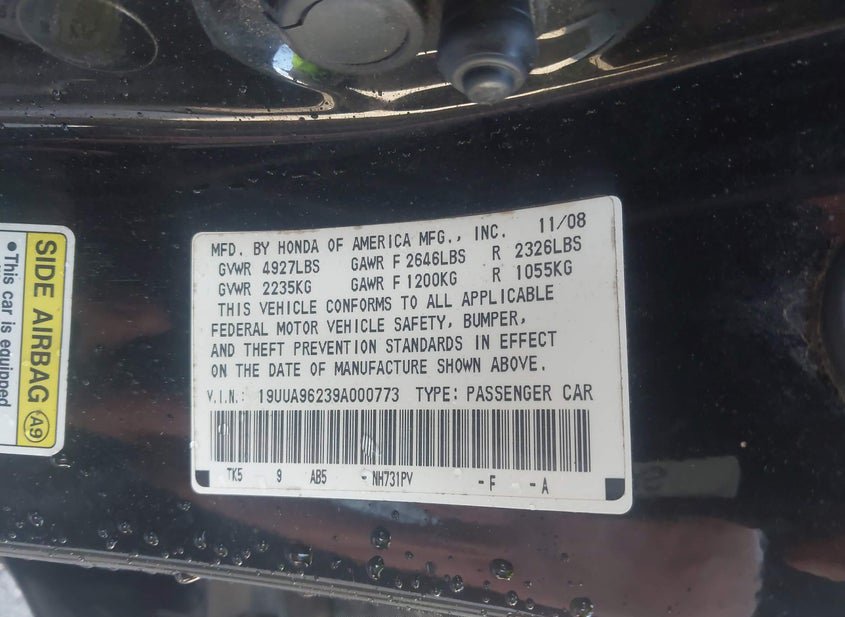 MFD. BY HONDA OF AMERICA MFG., INC. 11/08
GVWR 4927LBS GAWR F 2646LBS R 2326LBS
GVWR 2235KG GAWR F 1200KG R 1055KG
THIS VEHICLE CONFORMS TO ALL APPLICABLE
FEDERAL MOTOR VEHICLE SAFETY, BUMPER,
AND THEFT PREVENTION STANDARDS IN EFFECT
ON THE DATE OF MANUFACTURE SHOWN ABOVE.
V.I.N.: 19UUA96239A000773 TYPE: PASSENGER CAR
TK5 9 AB5 - NH731PV - F - A
SIDE AIRBAG A9
•This car is equipped